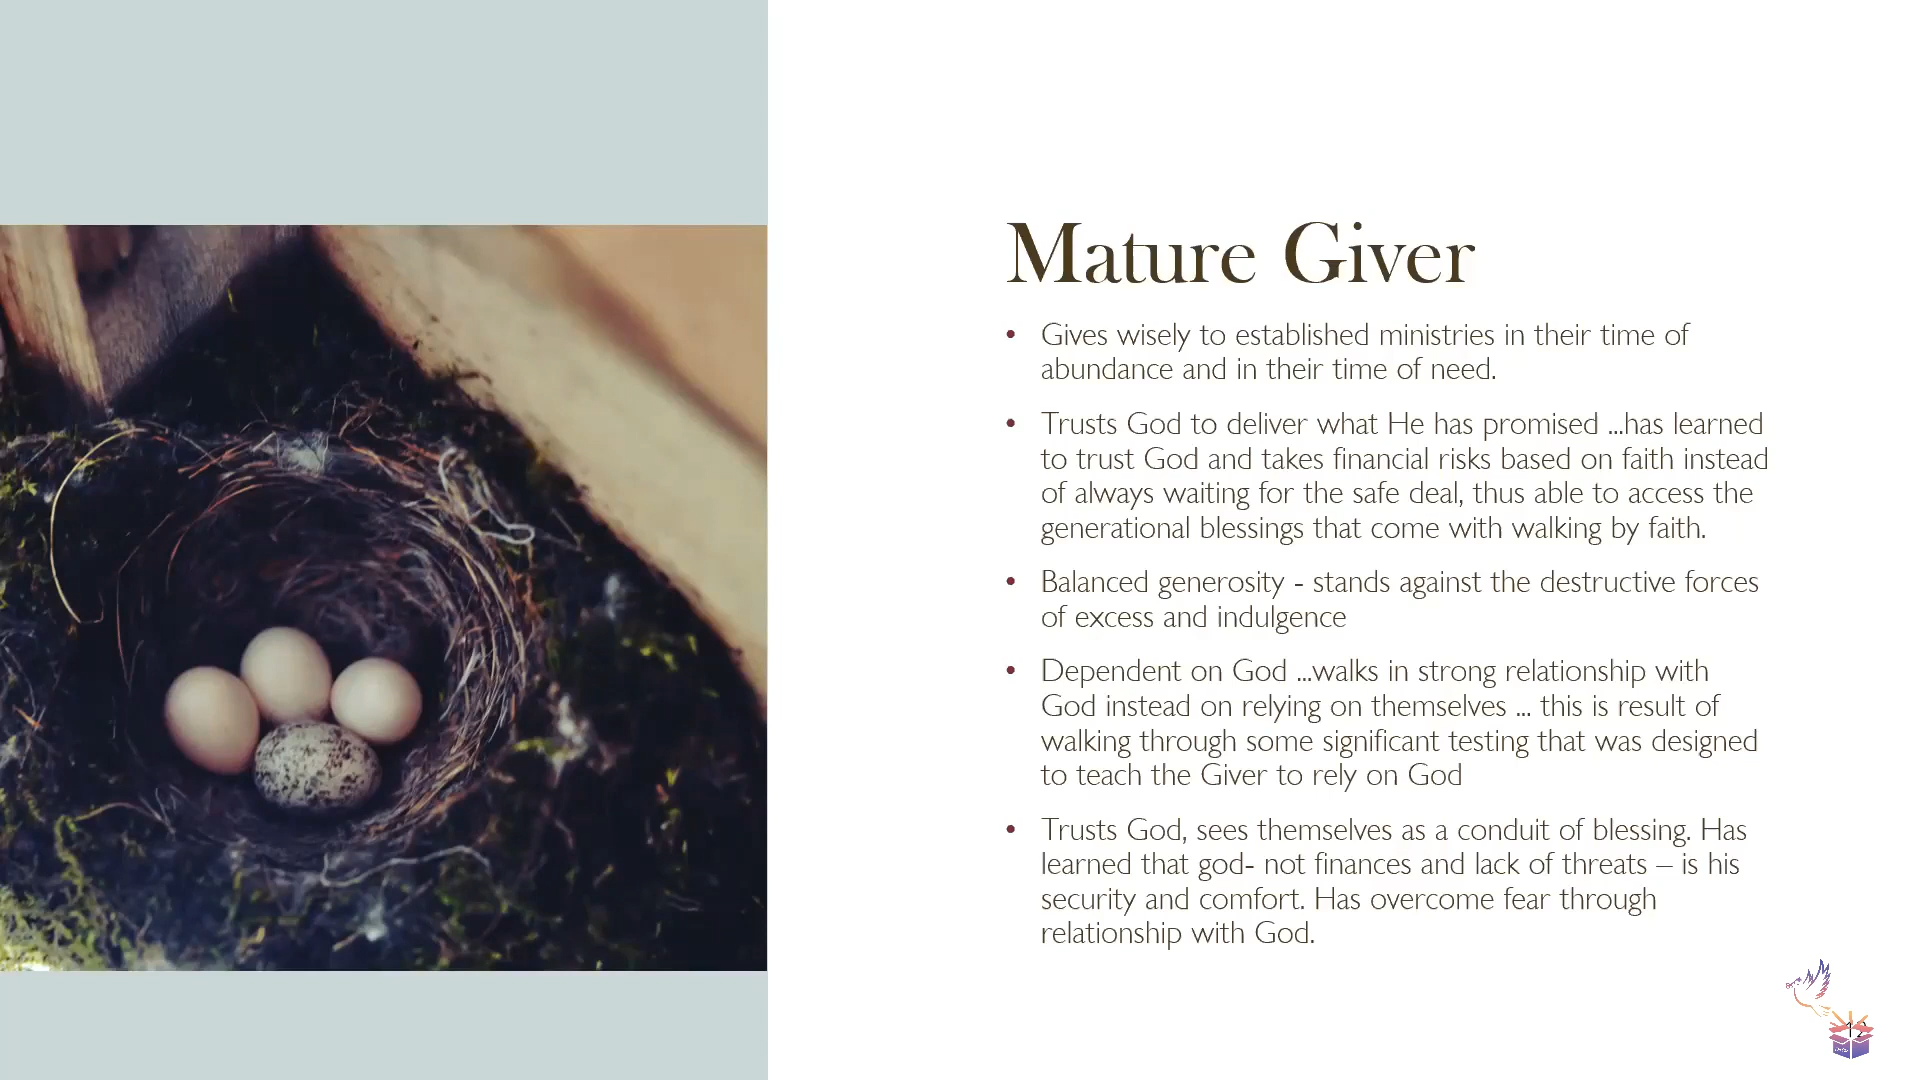 Mature Giver
• Gives wisely to established ministries in their time of
abundance and in their time of need.
• Trusts God to deliver what He has promised ...has learned
to trust God and takes financial risks based on faith instead
of always waiting for the safe deal, thus able to access the
generational blessings that come with walking by faith.
• Balanced generosity - stands against the destructive forces
of excess and indulgence
• Dependent on God ...walks in strong relationship with
God instead on relying on themselves ... this is result of
walking through some significant testing that was designed
to teach the Giver to rely on God
• Trusts God, sees themselves as a conduit of blessing. Has
learned that god- not finances and lack of threats – is his
security and comfort. Has overcome fear through
relationship with God.
12